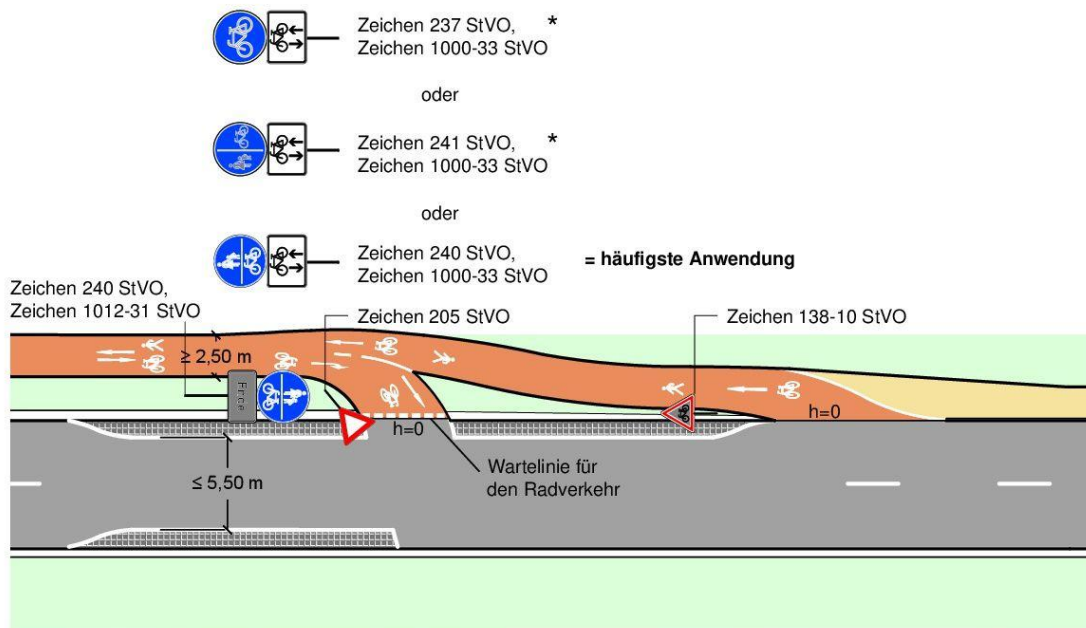 Zeichen 237 StVO, *
Zeichen 1000-33 StVO
oder
Zeichen 241 StVO, *
Zeichen 1000-33 StVO
oder
Zeichen 240 StVO,
Zeichen 1000-33 StVO
= häufigste Anwendung
Zeichen 240 StVO,
Zeichen 1012-31 StVO
Zeichen 205 StVO
Zeichen 138-10 StVO
≥ 2,50 m
Ende
h=0
h=0
Wartelinie für
den Radverkehr
≤ 5,50 m